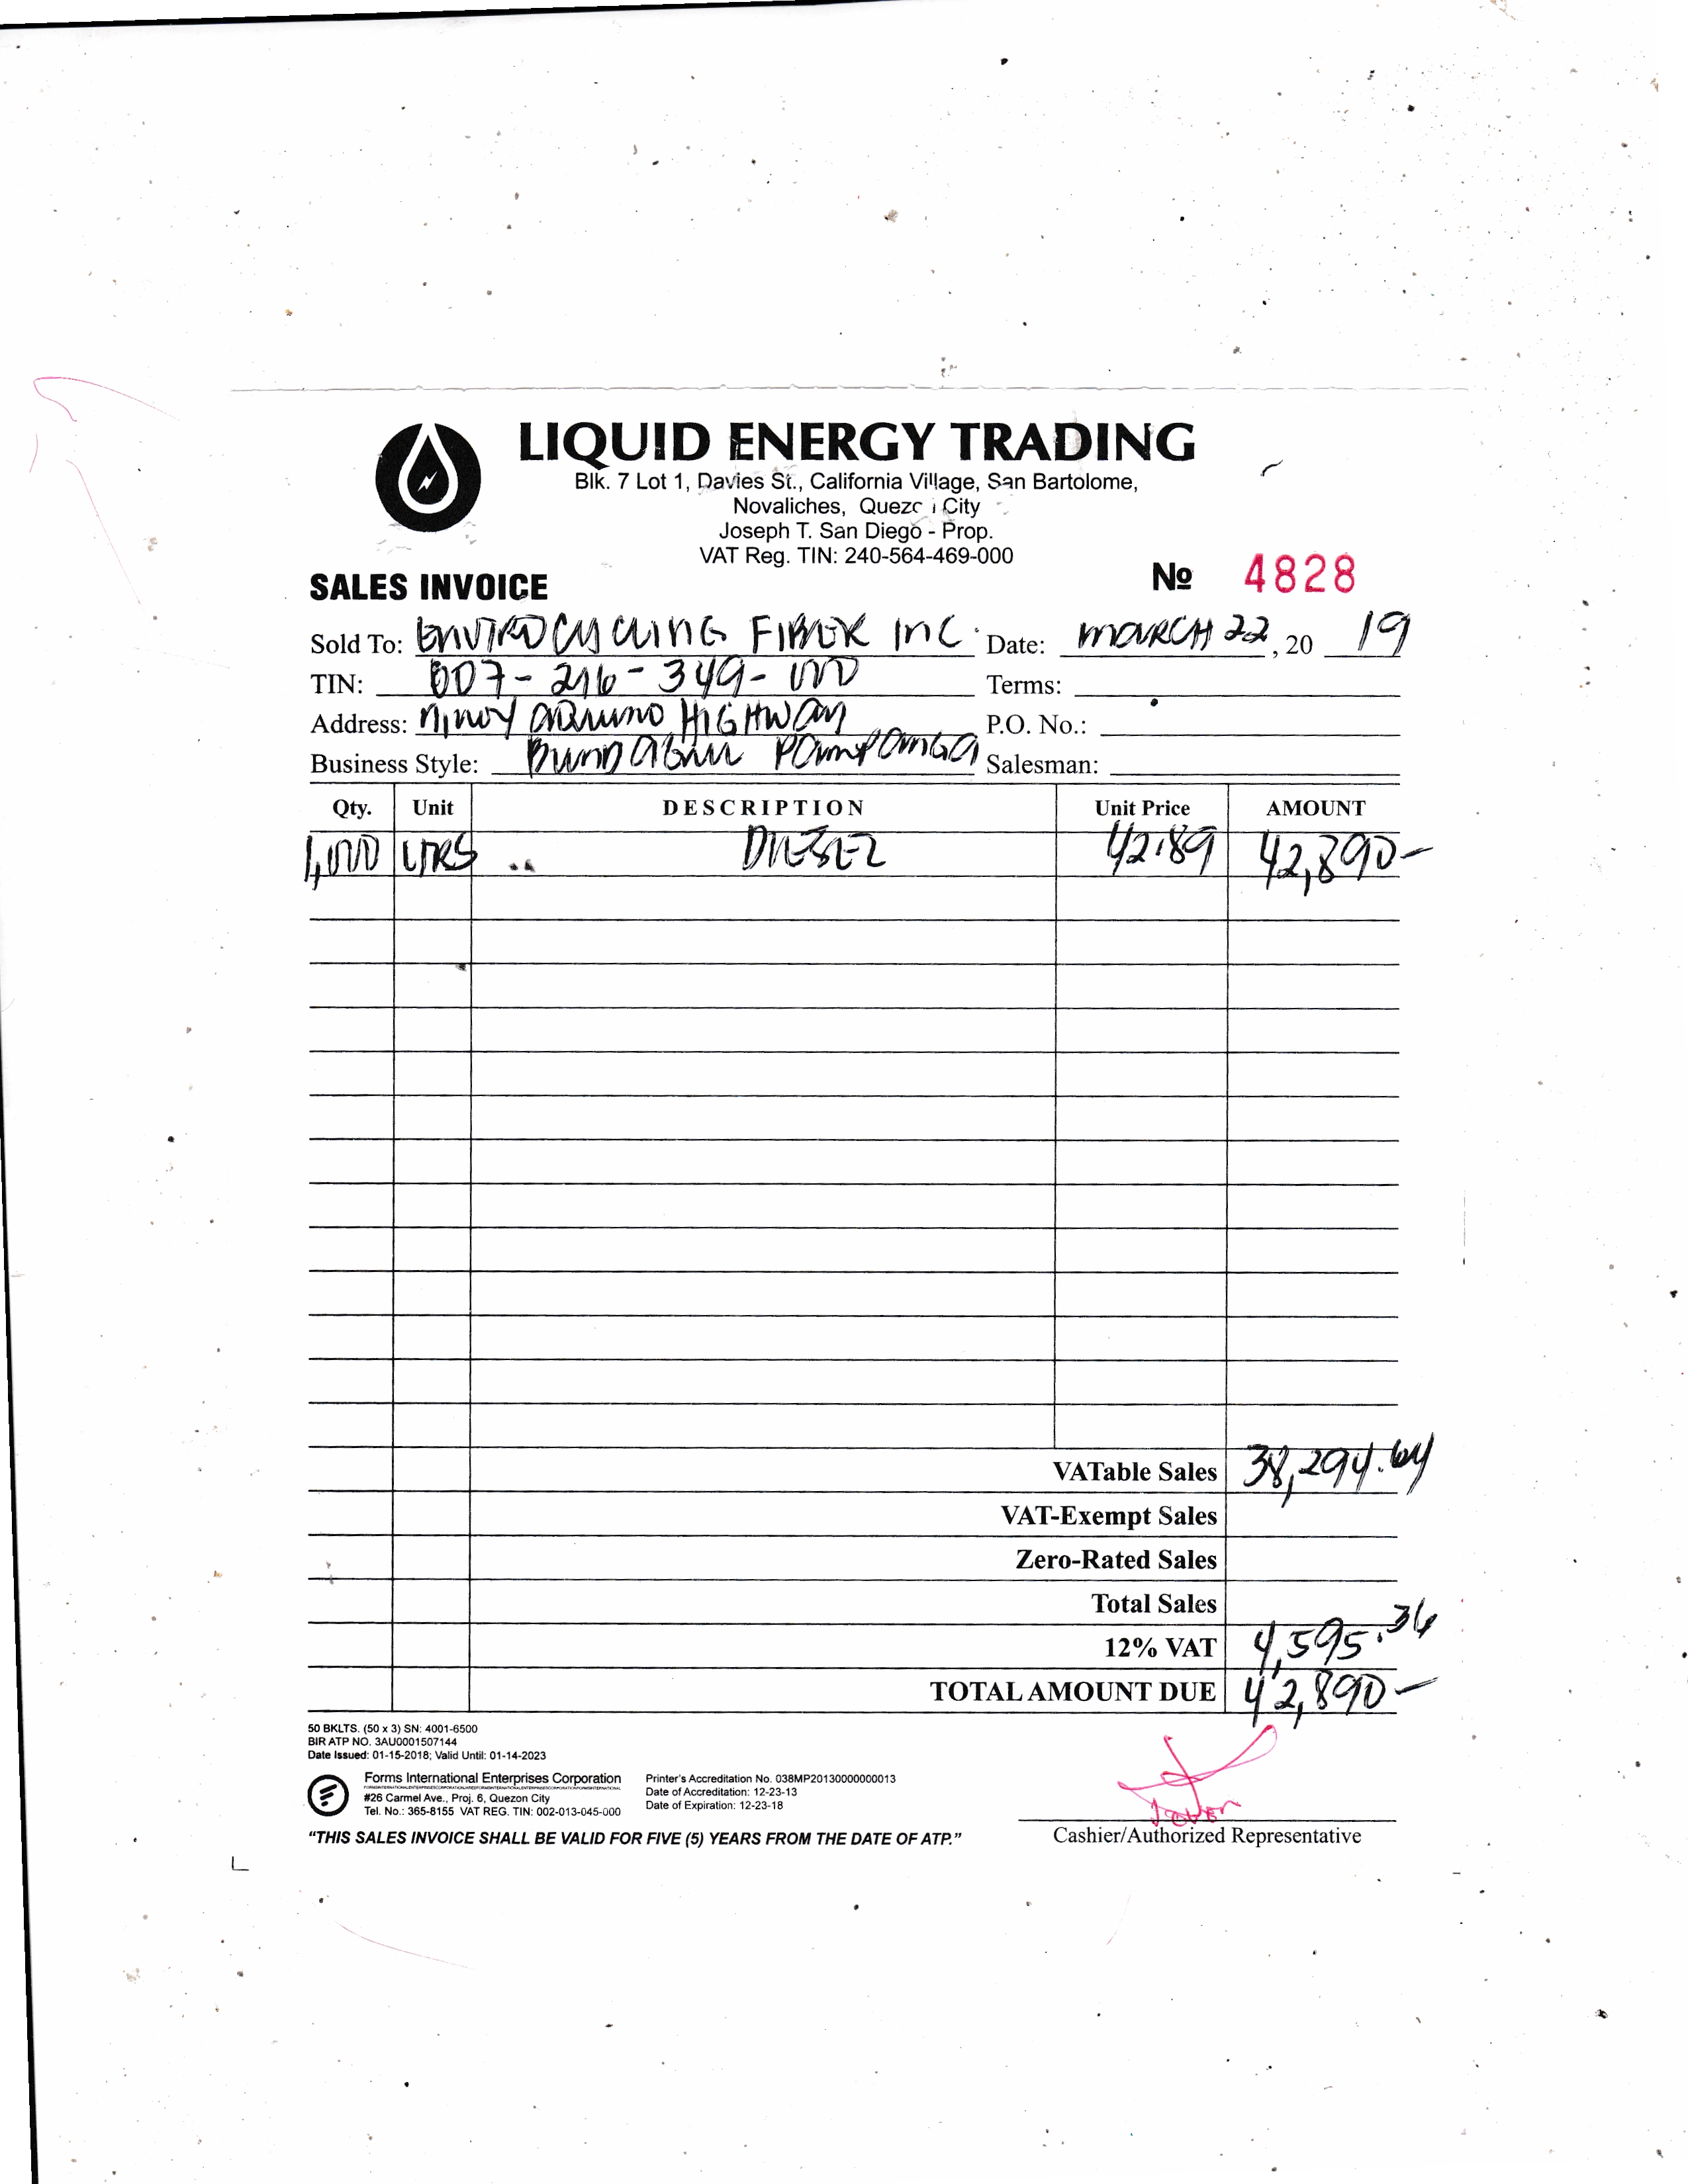 LIQUID ENERGY TRADING
Blk. 7 Lot 1, Davies St., California Village, San Bartolome,
Novaliches, Quezon City
Joseph T. San Diego - Prop.
VAT Reg. TIN: 240-564-469-000
SALES INVOICE № 4828
Sold To: ENVIROCYCLING FIBER INC. Date: MARCH 22, 20 19
TIN: 007-216-349-000 Terms:
Address: NINOY AQUINO HIGHWAY P.O. No.:
Business Style: PAMPANGA Salesman:
Qty. Unit DESCRIPTION Unit Price AMOUNT
1,000 LTRS DIESEL 42.89 42,890-
VATable Sales 38,294.64
VAT-Exempt Sales
Zero-Rated Sales
Total Sales
12% VAT 4,595.36
TOTAL AMOUNT DUE 42,890-
50 BKLTS. (50 x 3) SN: 4001-6500
BIR ATP NO. 3AU0001507144
Date Issued: 01-15-2018; Valid Until: 01-14-2023
Forms International Enterprises Corporation
#26 Carmel Ave., Proj. 6, Quezon City
Tel. No.: 365-8155 VAT REG. TIN: 002-013-045-000
Printer's Accreditation No. 038MP20130000000013
Date of Accreditation: 12-23-13
Date of Expiration: 12-23-18
"THIS SALES INVOICE SHALL BE VALID FOR FIVE (5) YEARS FROM THE DATE OF ATP."
Cashier/Authorized Representative